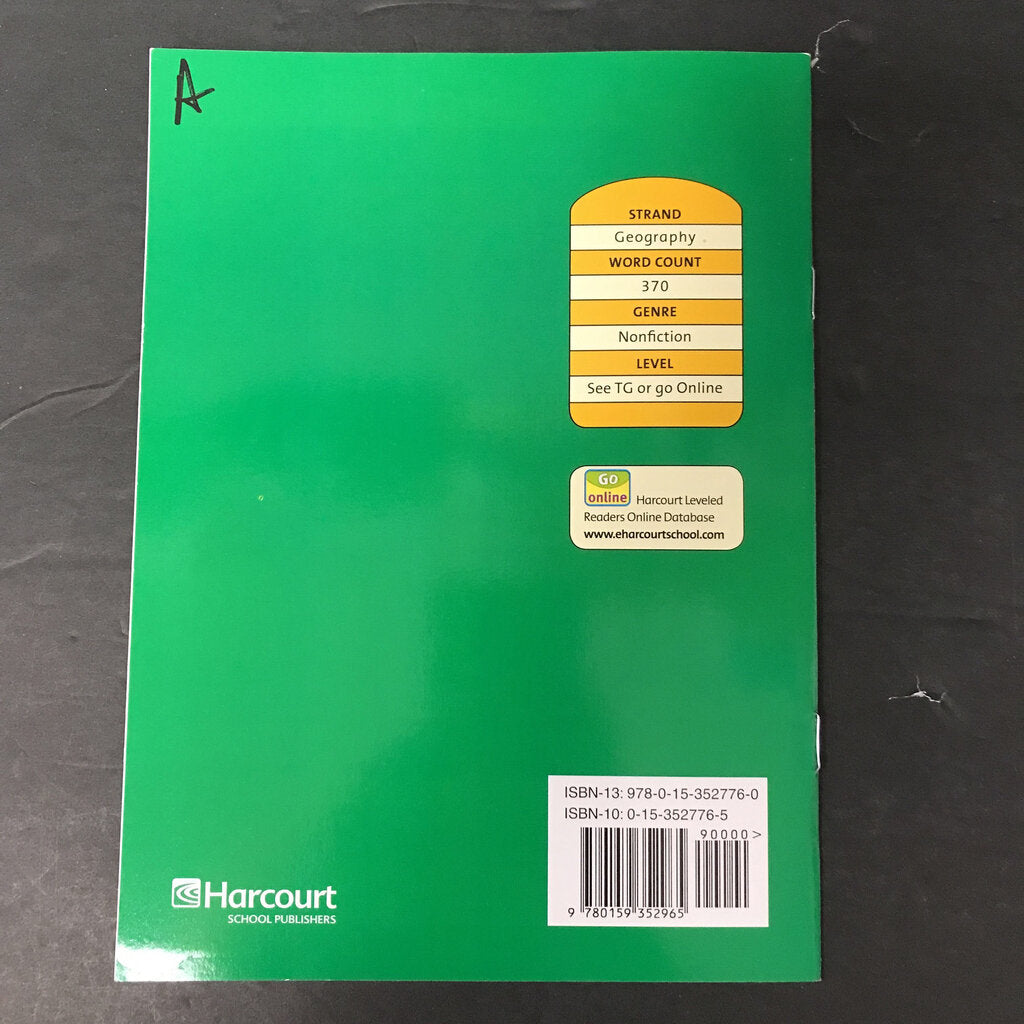 A
STRAND
Geography
WORD COUNT
370
GENRE
Nonfiction
LEVEL
See TG or go Online
GO
online Harcourt Leveled
Readers Online Database
www.eharcourtschool.com
ISBN-13: 978-0-15-352776-0
ISBN-10: 0-15-352776-5
90000>
9 780159 352965
Harcourt
SCHOOL PUBLISHERS